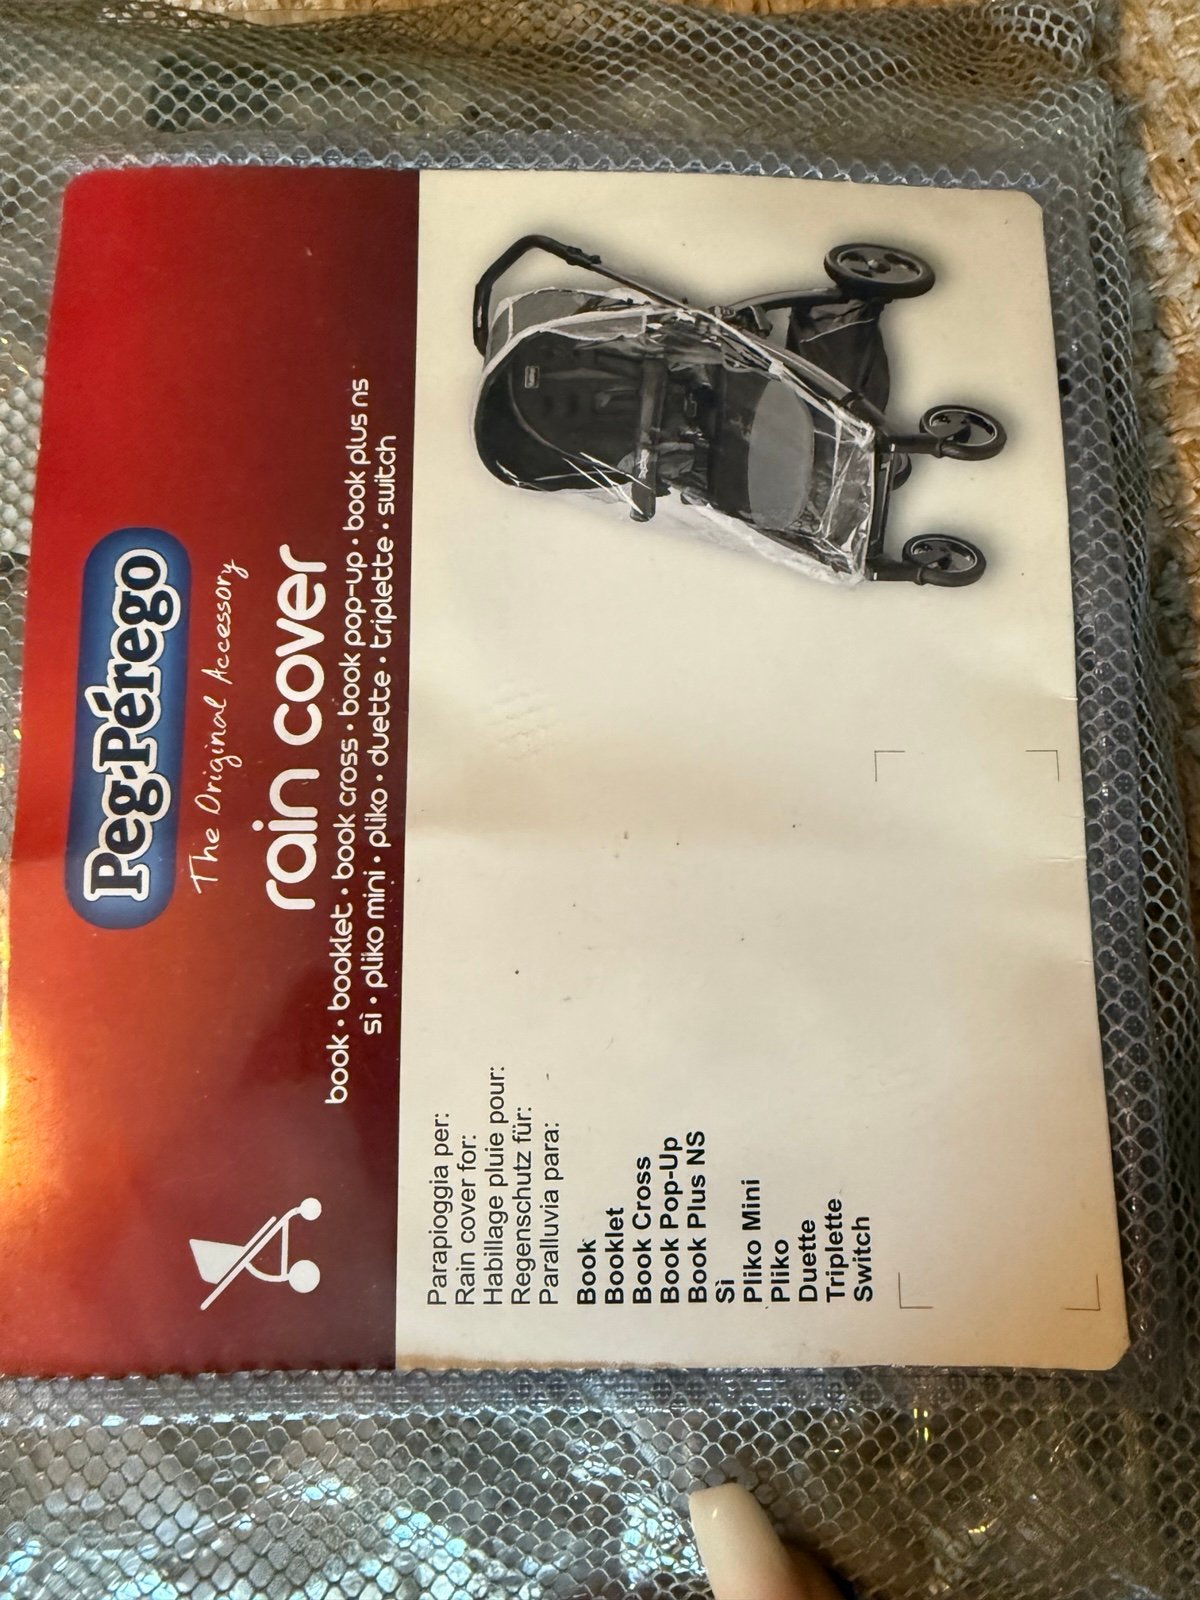 Peg-Pérego
The Original Accessory
rain cover
book • booklet • book cross • book pop-up • book plus ns
sì • pliko mini • pliko • duette • triplette • switch
Parapioggia per:
Rain cover for:
Habillage pluie pour:
Regenschutz für:
Paralluvia para:
Book
Booklet
Book Cross
Book Pop-Up
Book Plus NS
Sì
Pliko Mini
Pliko
Duette
Triplette
Switch